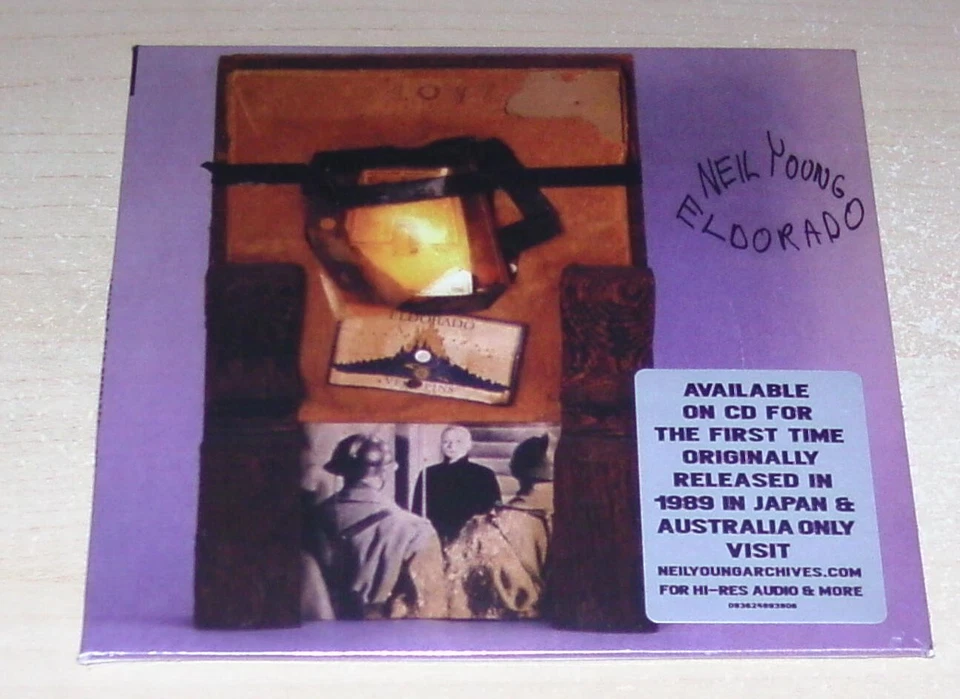 NEIL YOUNG
ELDORADO
ELDORADO
AVAILABLE
ON CD FOR
THE FIRST TIME
ORIGINALLY
RELEASED IN
1989 IN JAPAN &
AUSTRALIA ONLY
VISIT
NEILYOUNGARCHIVES.COM
FOR HI-RES AUDIO & MORE